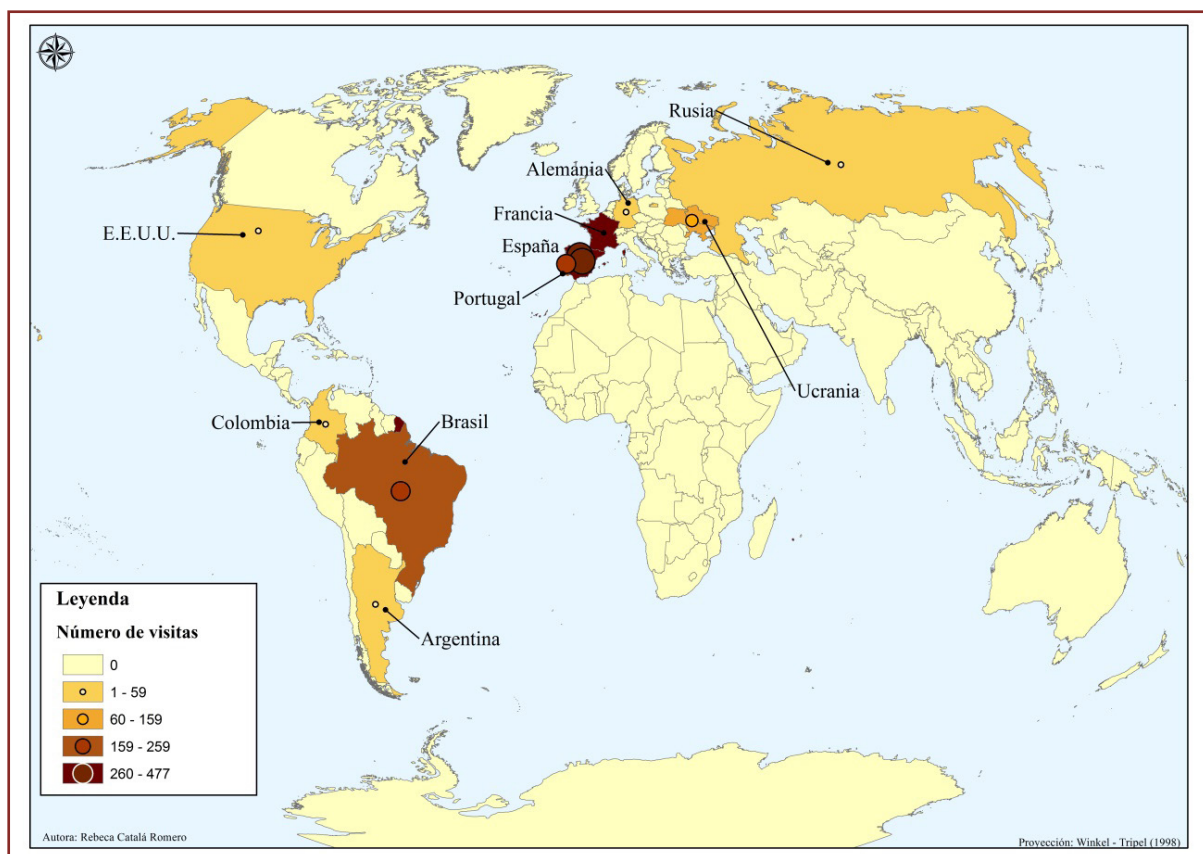 Rusia
Alemania
Francia
E.E.U.U.
España
Portugal
Ucrania
Colombia
Brasil
Argentina
Leyenda
Número de visitas
0
1 - 59
60 - 159
159 - 259
260 - 477
Autora: Rebeca Catalá Romero
Proyección: Winkel - Tripel (1998)